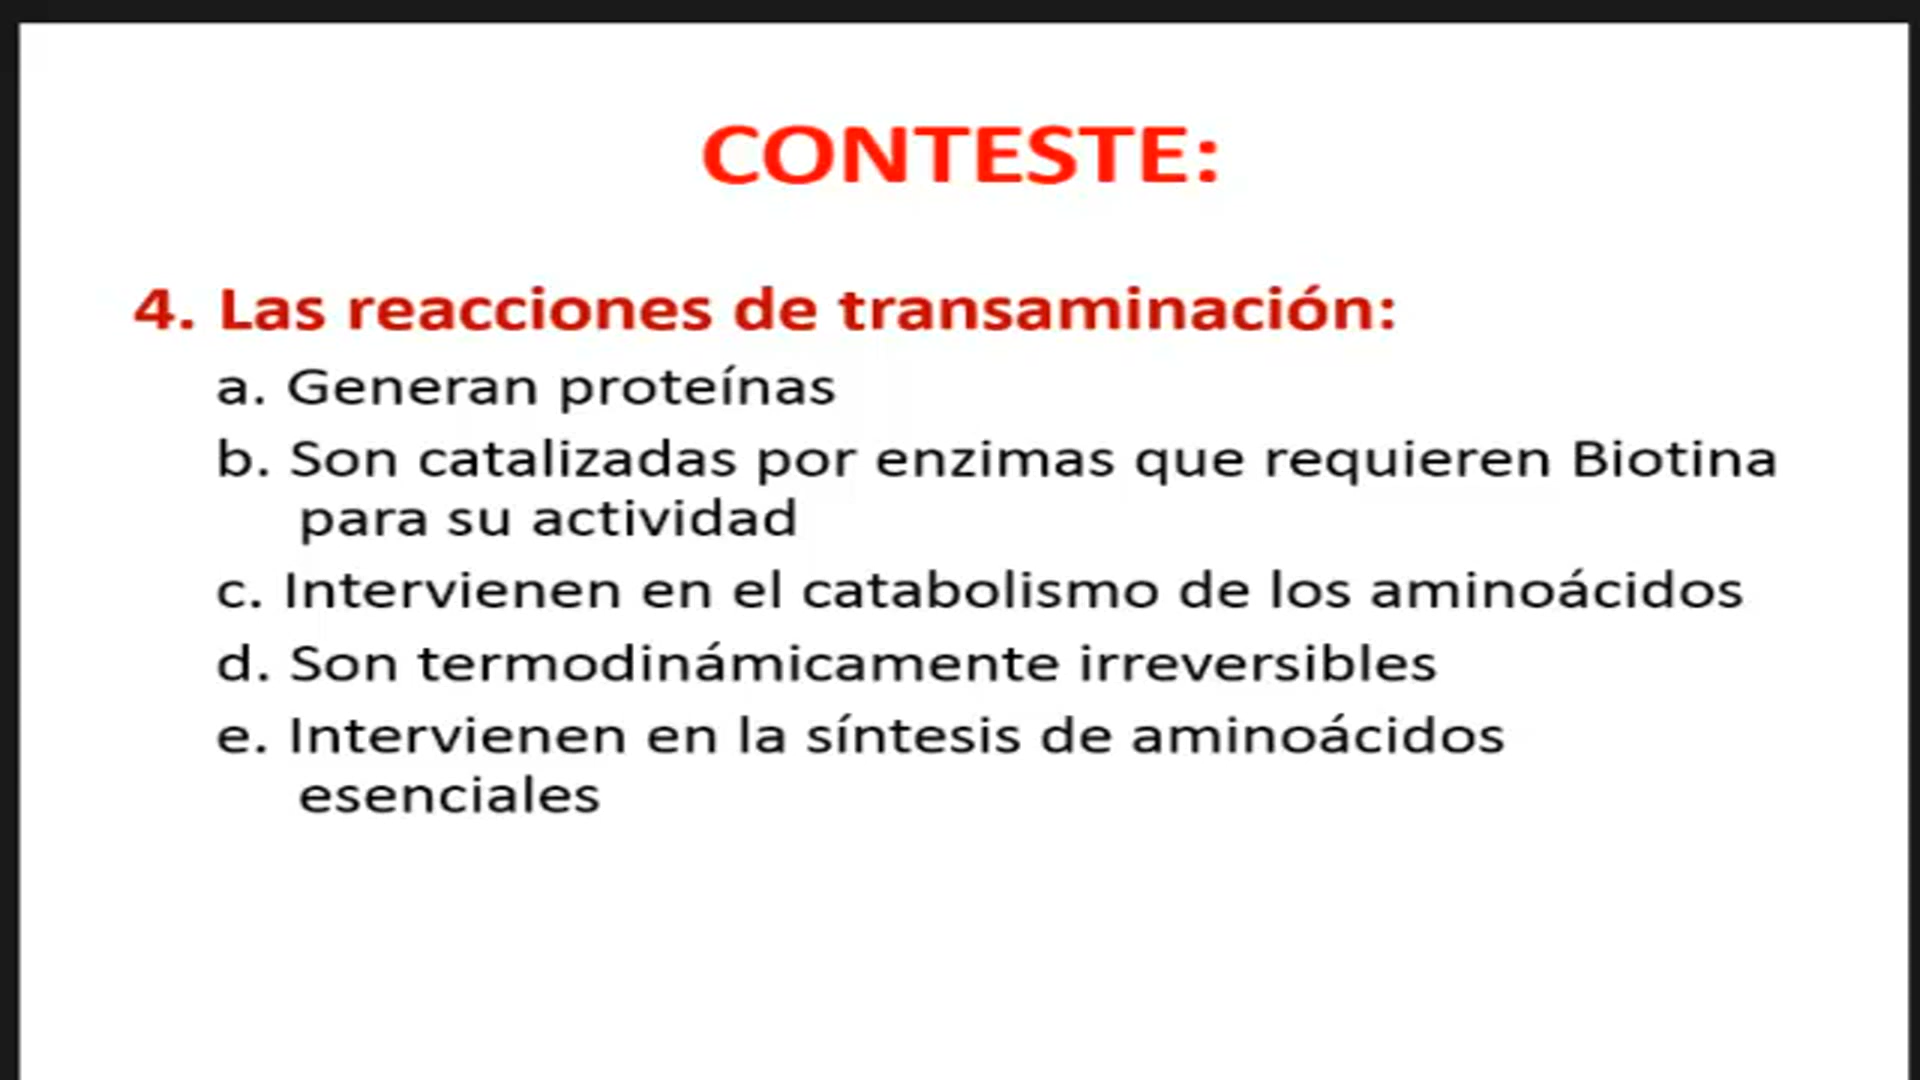 CONTESTE:
4. Las reacciones de transaminación:
a. Generan proteínas
b. Son catalizadas por enzimas que requieren Biotina
para su actividad
c. Intervienen en el catabolismo de los aminoácidos
d. Son termodinámicamente irreversibles
e. Intervienen en la síntesis de aminoácidos
esenciales